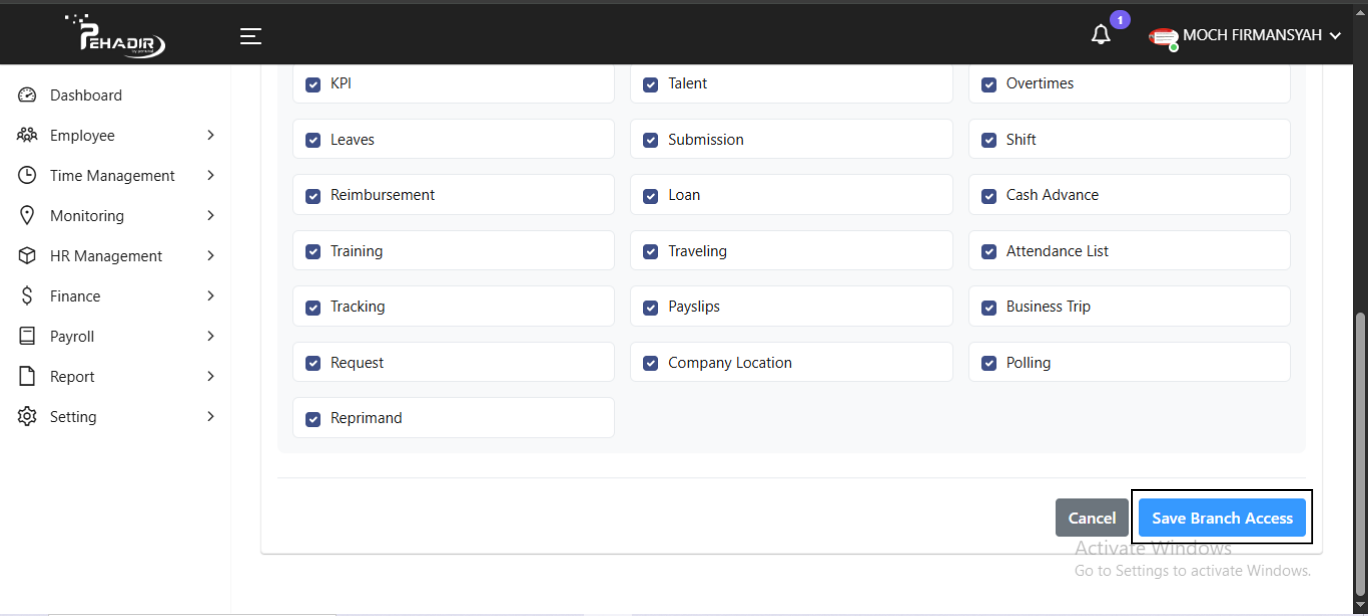 PEHADIR
1
MOCH FIRMANSYAH
Dashboard
Employee
Time Management
Monitoring
HR Management
Finance
Payroll
Report
Setting
KPI Talent Overtimes
Leaves Submission Shift
Reimbursement Loan Cash Advance
Training Traveling Attendance List
Tracking Payslips Business Trip
Request Company Location Polling
Reprimand
Cancel Save Branch Access
Activate Windows
Go to Settings to activate Windows.